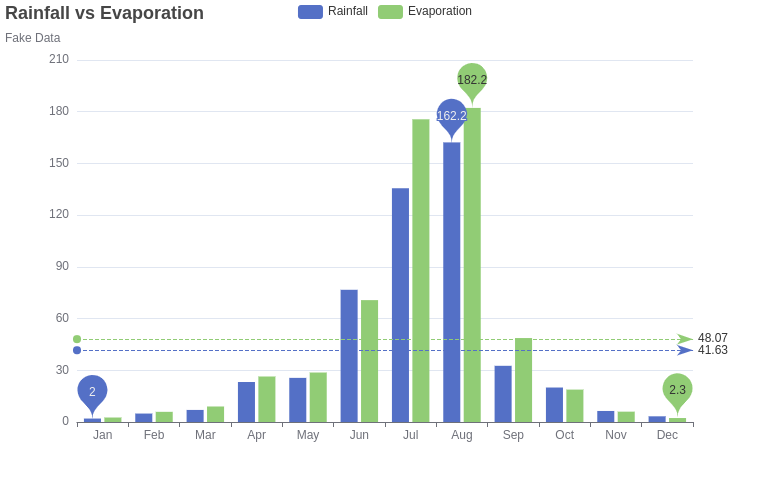 Rainfall vs Evaporation
Rainfall
Evaporation
Fake Data
210
180
150
120
90
60
30
0
182.2
162.2
48.07
41.63
2
2.3
Jan
Feb
Mar
Apr
May
Jun
Jul
Aug
Sep
Oct
Nov
Dec